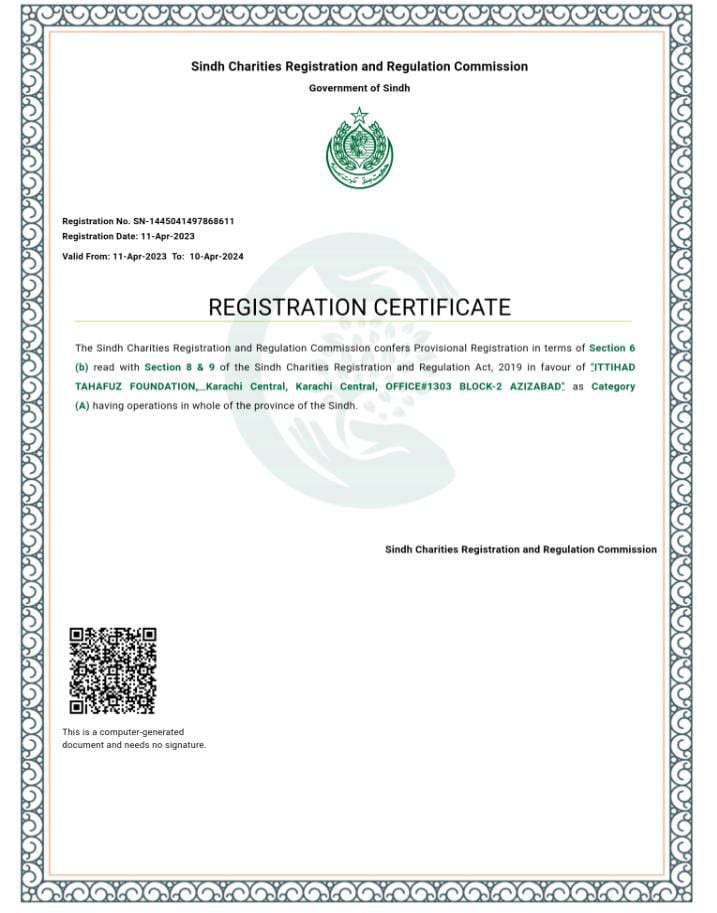 Sindh Charities Registration and Regulation Commission
Government of Sindh
Registration No. SN-1445041497868611
Registration Date: 11-Apr-2023
Valid From: 11-Apr-2023 To: 10-Apr-2024
REGISTRATION CERTIFICATE
The Sindh Charities Registration and Regulation Commission confers Provisional Registration in terms of Section 6
(b) read with Section 8 & 9 of the Sindh Charities Registration and Regulation Act, 2019 in favour of "ITTIHAD
TAHAFUZ FOUNDATION, Karachi Central, Karachi Central, OFFICE#1303 BLOCK-2 AZIZABAD" as Category
(A) having operations in whole of the province of the Sindh.
Sindh Charities Registration and Regulation Commission
This is a computer-generated
document and needs no signature.